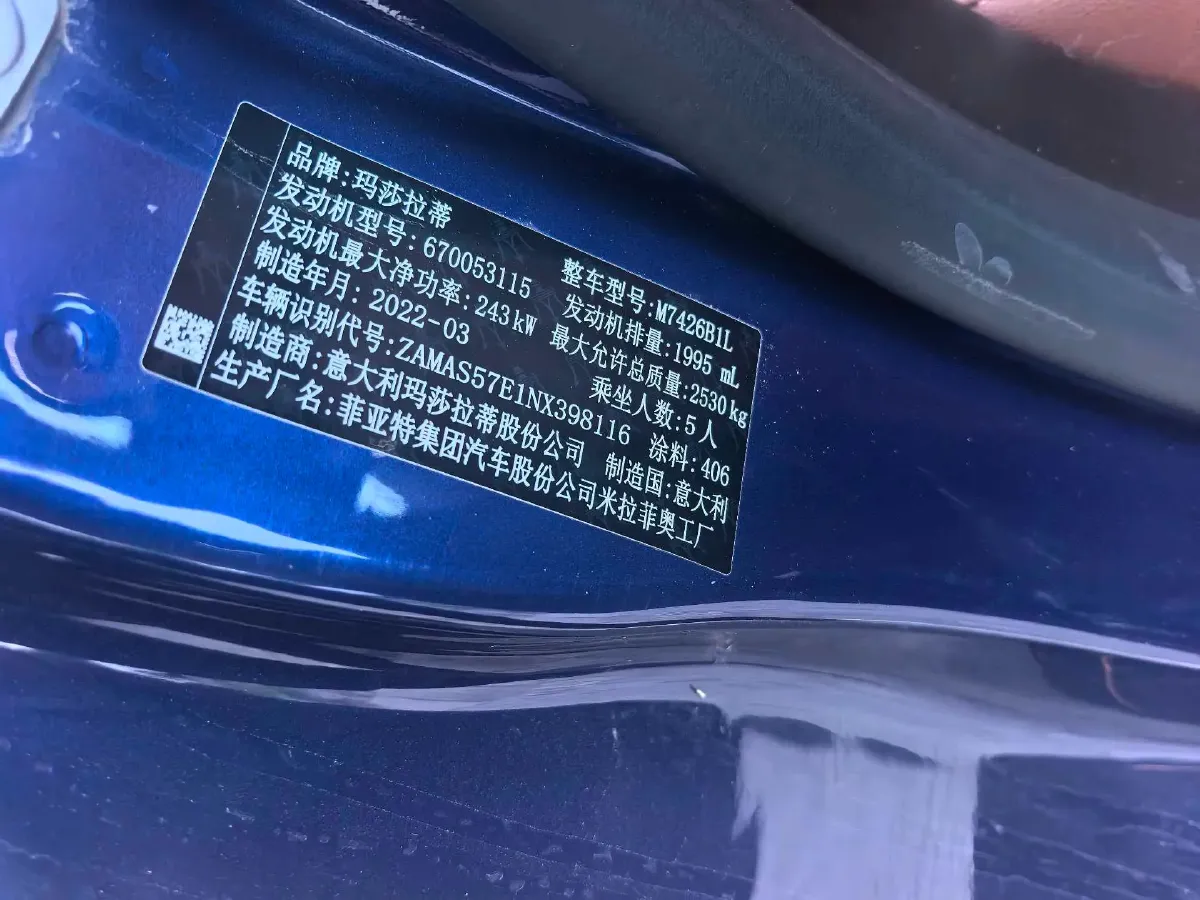 品牌:玛莎拉蒂
发动机型号:670053115 整车型号:M7426B1L
发动机最大净功率:243kW 发动机排量:1995 mL
制造年月: 2022-03 最大允许总质量:2530kg
车辆识别代号:ZAMAS57E1NX398116 乘坐人数:5人
制造商:意大利玛莎拉蒂股份公司 涂料:406
生产厂名:菲亚特集团汽车股份公司米拉菲奥工厂 制造国:意大利